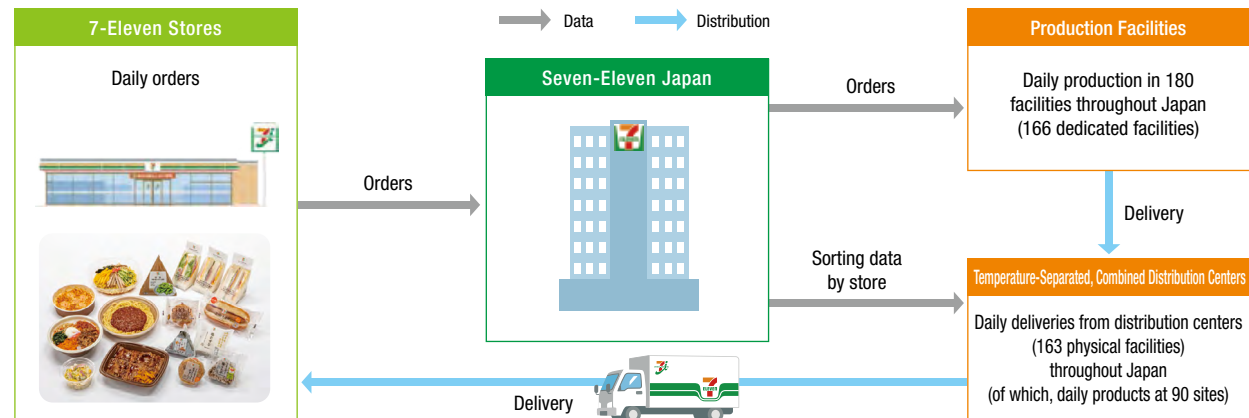 7-Eleven Stores
Daily orders
Data
Distribution
Orders
Seven-Eleven Japan
7
ELEVEN
Orders
Sorting data
by store
Production Facilities
Daily production in 180
facilities throughout Japan
(166 dedicated facilities)
Delivery
Temperature-Separated, Combined Distribution Centers
Daily deliveries from distribution centers
(163 physical facilities)
throughout Japan
(of which, daily products at 90 sites)
Delivery